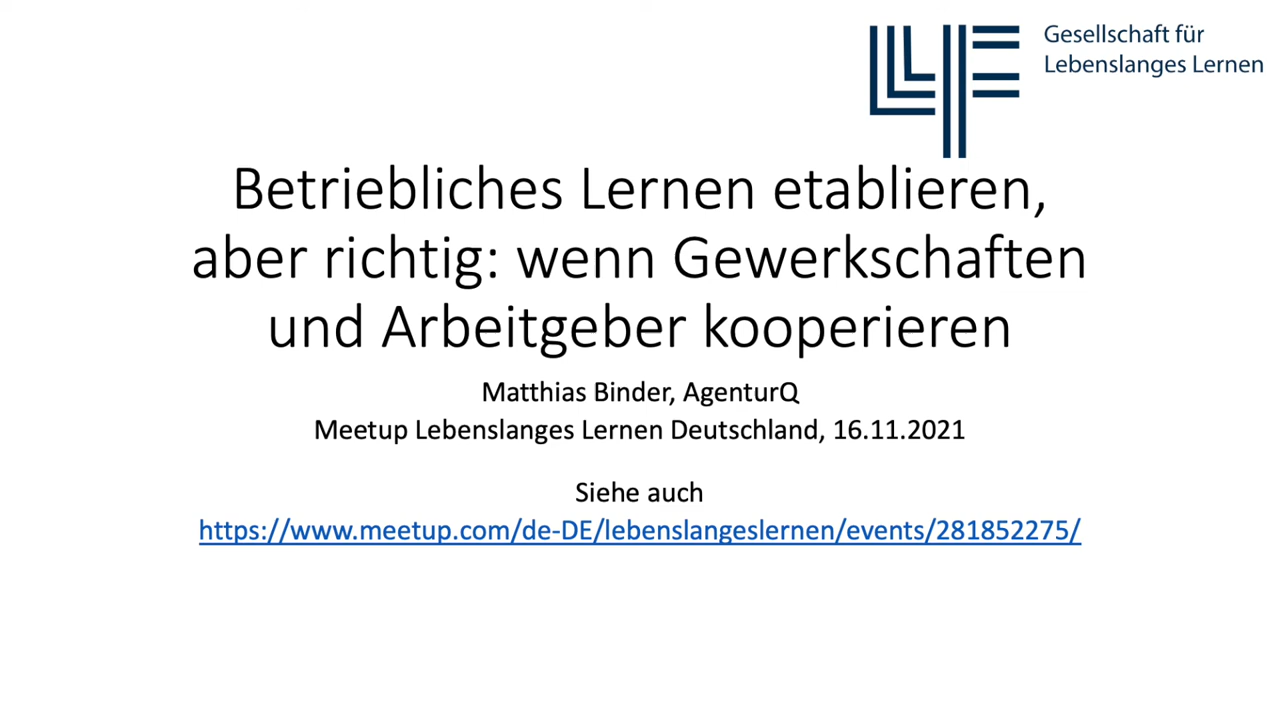 Gesellschaft für
Lebenslanges Lernen
Betriebliches Lernen etablieren,
aber richtig: wenn Gewerkschaften
und Arbeitgeber kooperieren
Matthias Binder, AgenturQ
Meetup Lebenslanges Lernen Deutschland, 16.11.2021
Siehe auch
https://www.meetup.com/de-DE/lebenslangeslernen/events/281852275/